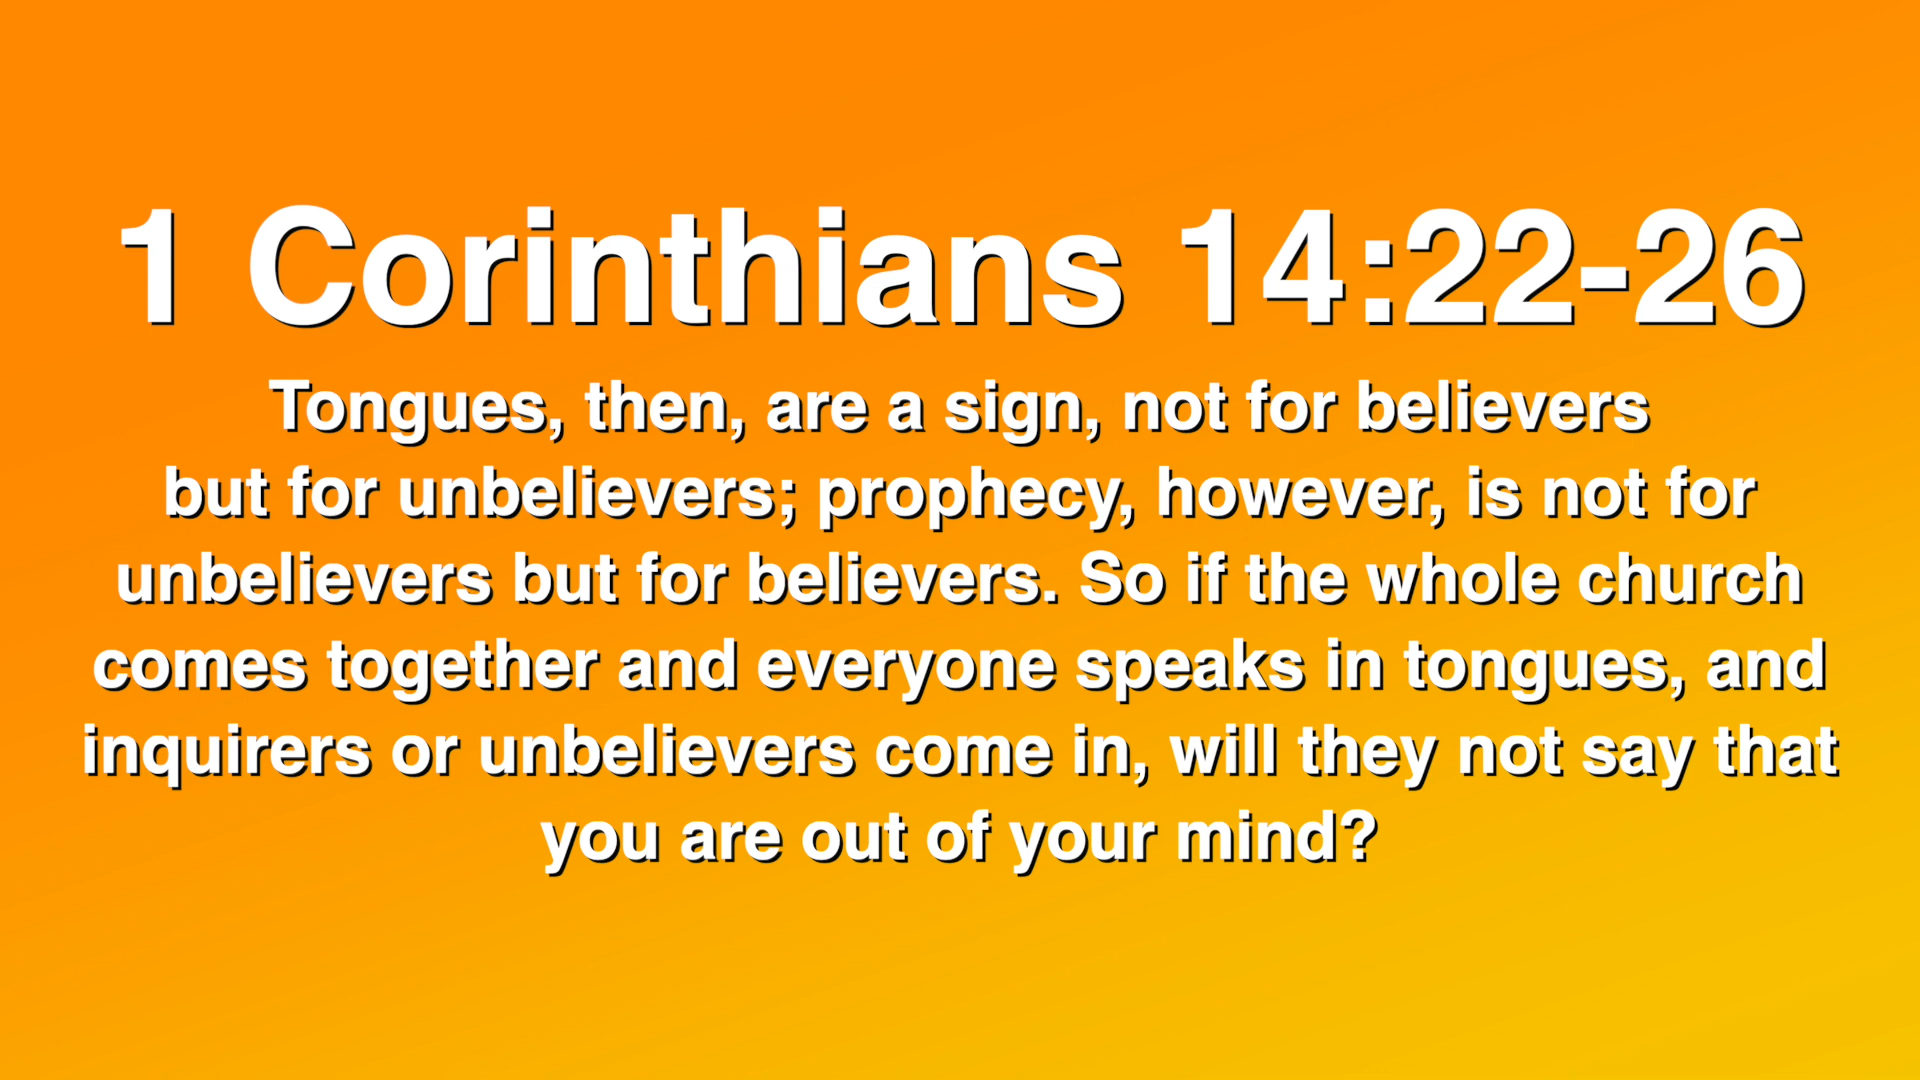 1 Corinthians 14:22-26
Tongues, then, are a sign, not for believers
but for unbelievers; prophecy, however, is not for
unbelievers but for believers. So if the whole church
comes together and everyone speaks in tongues, and
inquirers or unbelievers come in, will they not say that
you are out of your mind?